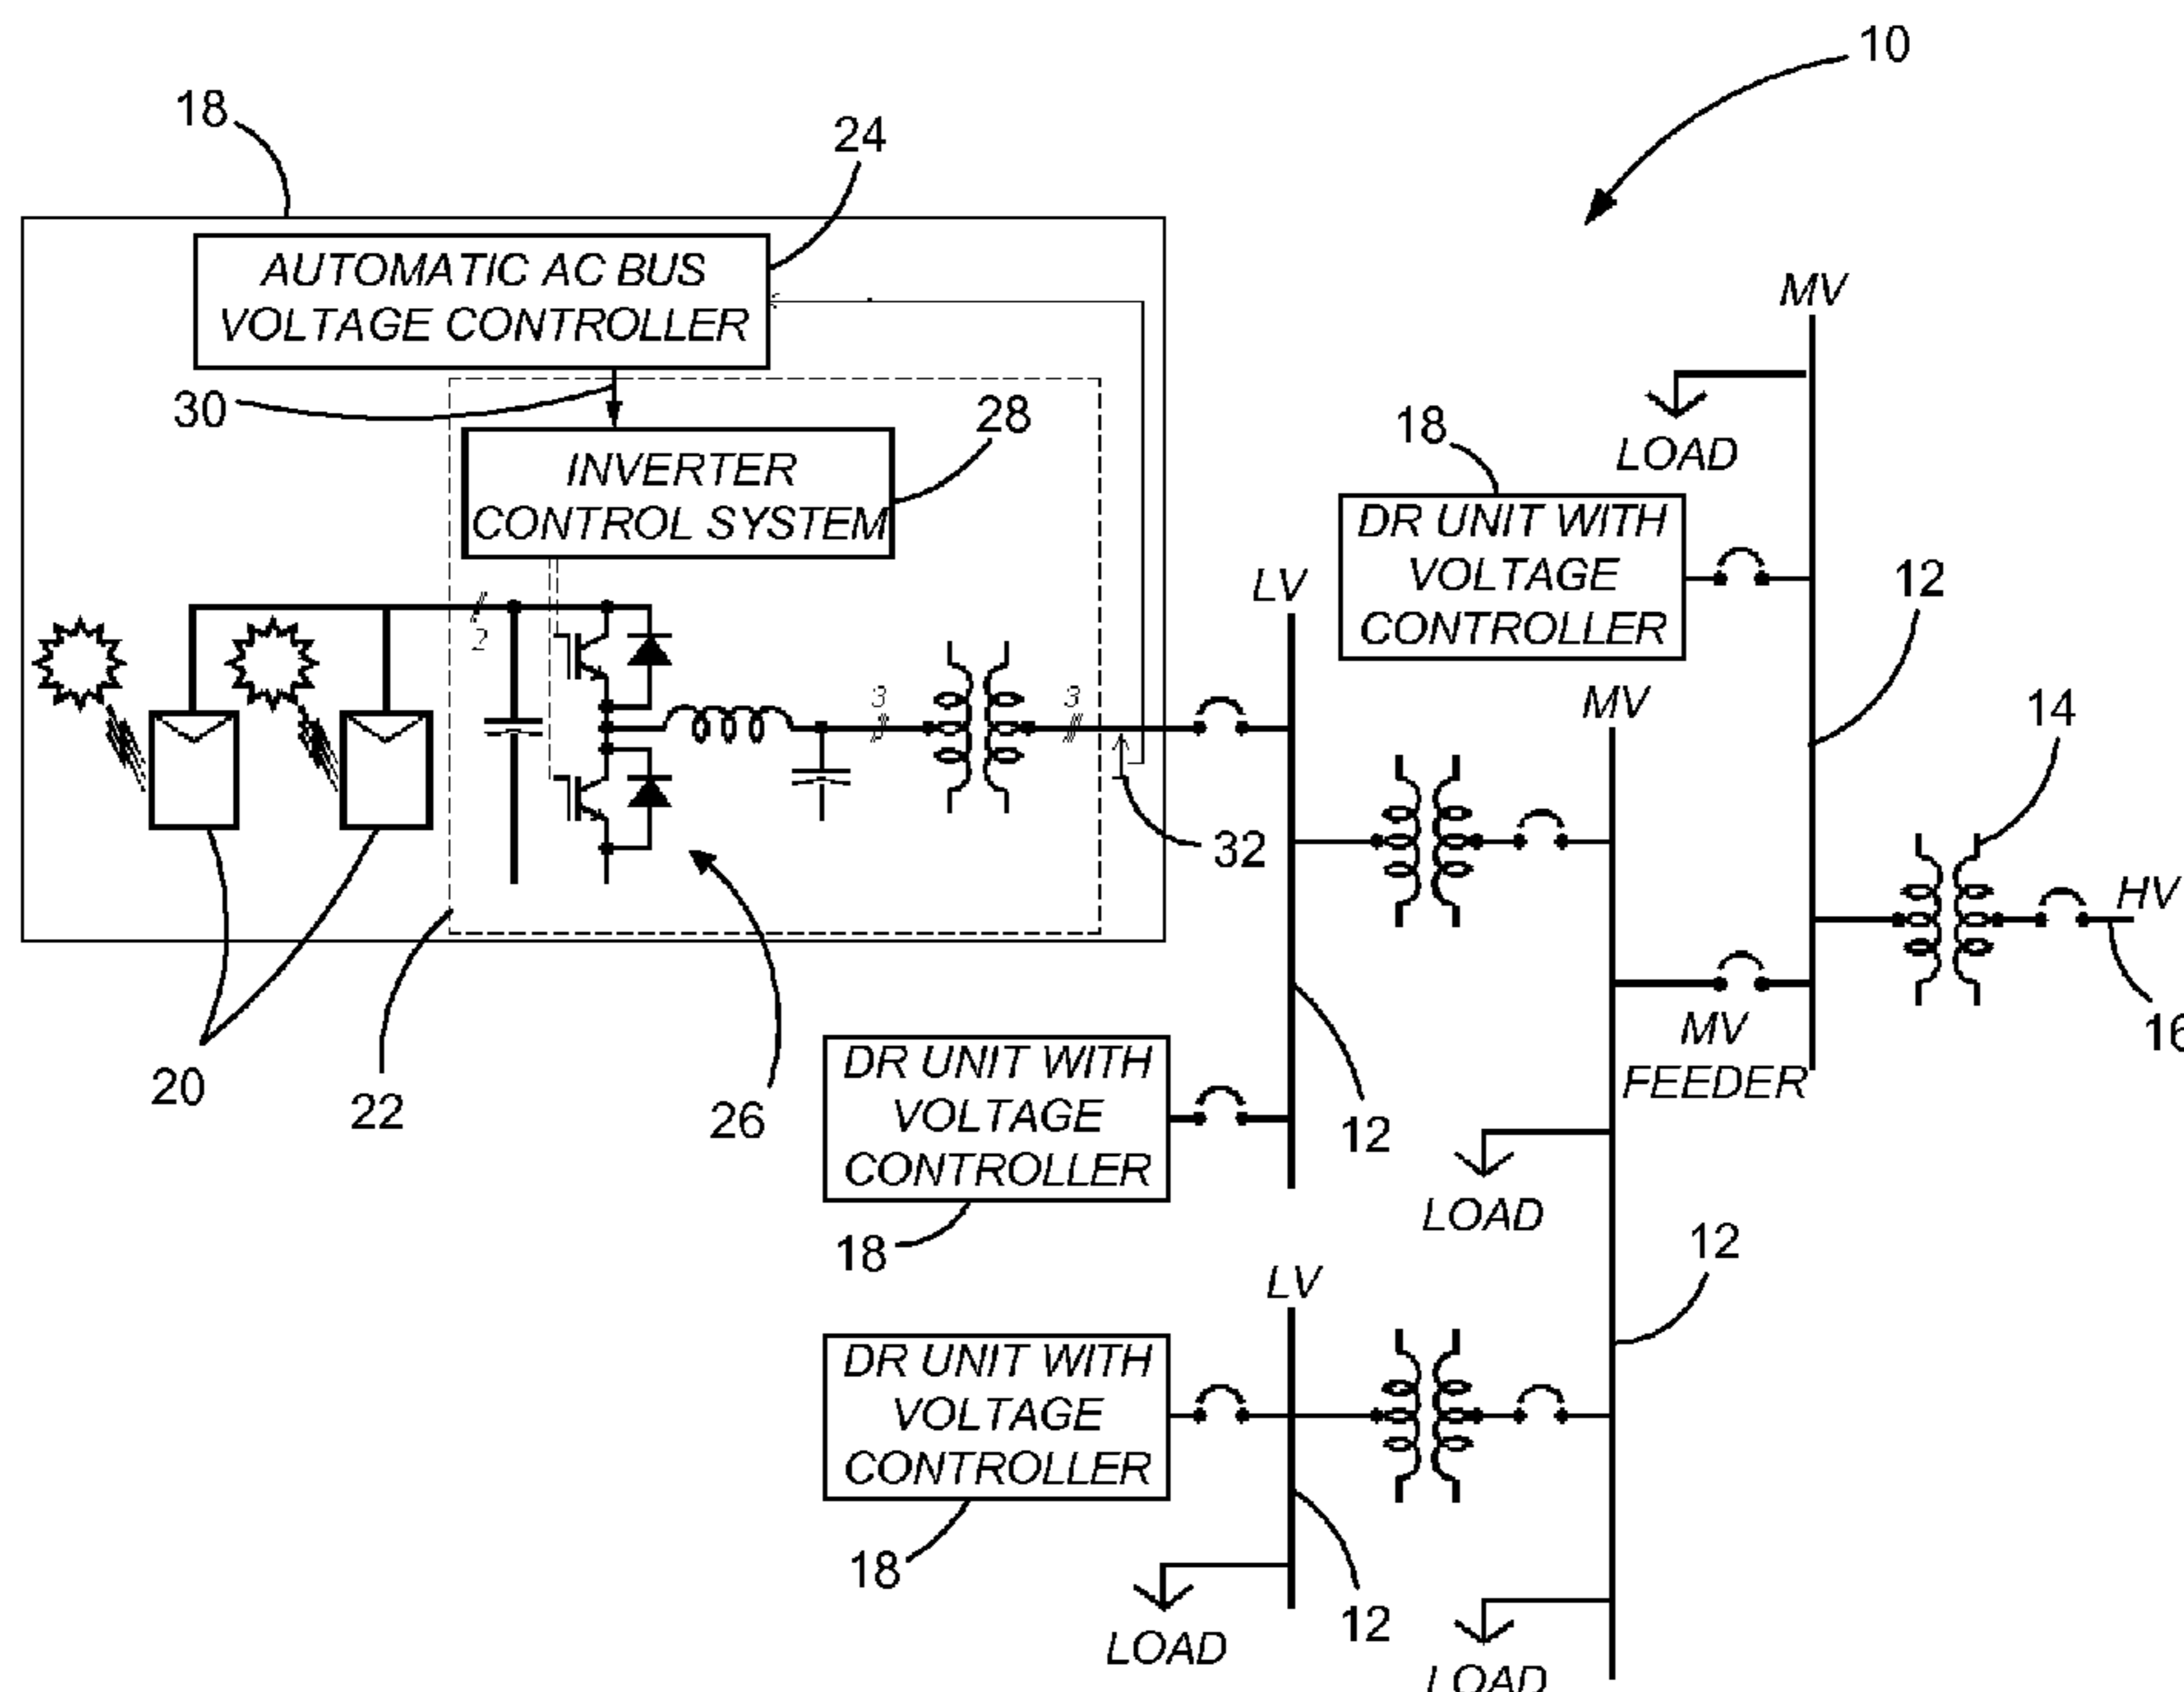 10
18
24
AUTOMATIC AC BUS
VOLTAGE CONTROLLER
MV
30
28
18
LOAD
INVERTER
CONTROL SYSTEM
DR UNIT WITH
VOLTAGE
CONTROLLER
LV
12
2
3
3
MV
14
32
HV
16
MV
FEEDER
20
22
26
DR UNIT WITH
VOLTAGE
CONTROLLER
12
18
LOAD
12
LV
DR UNIT WITH
VOLTAGE
CONTROLLER
18
12
LOAD
LOAD